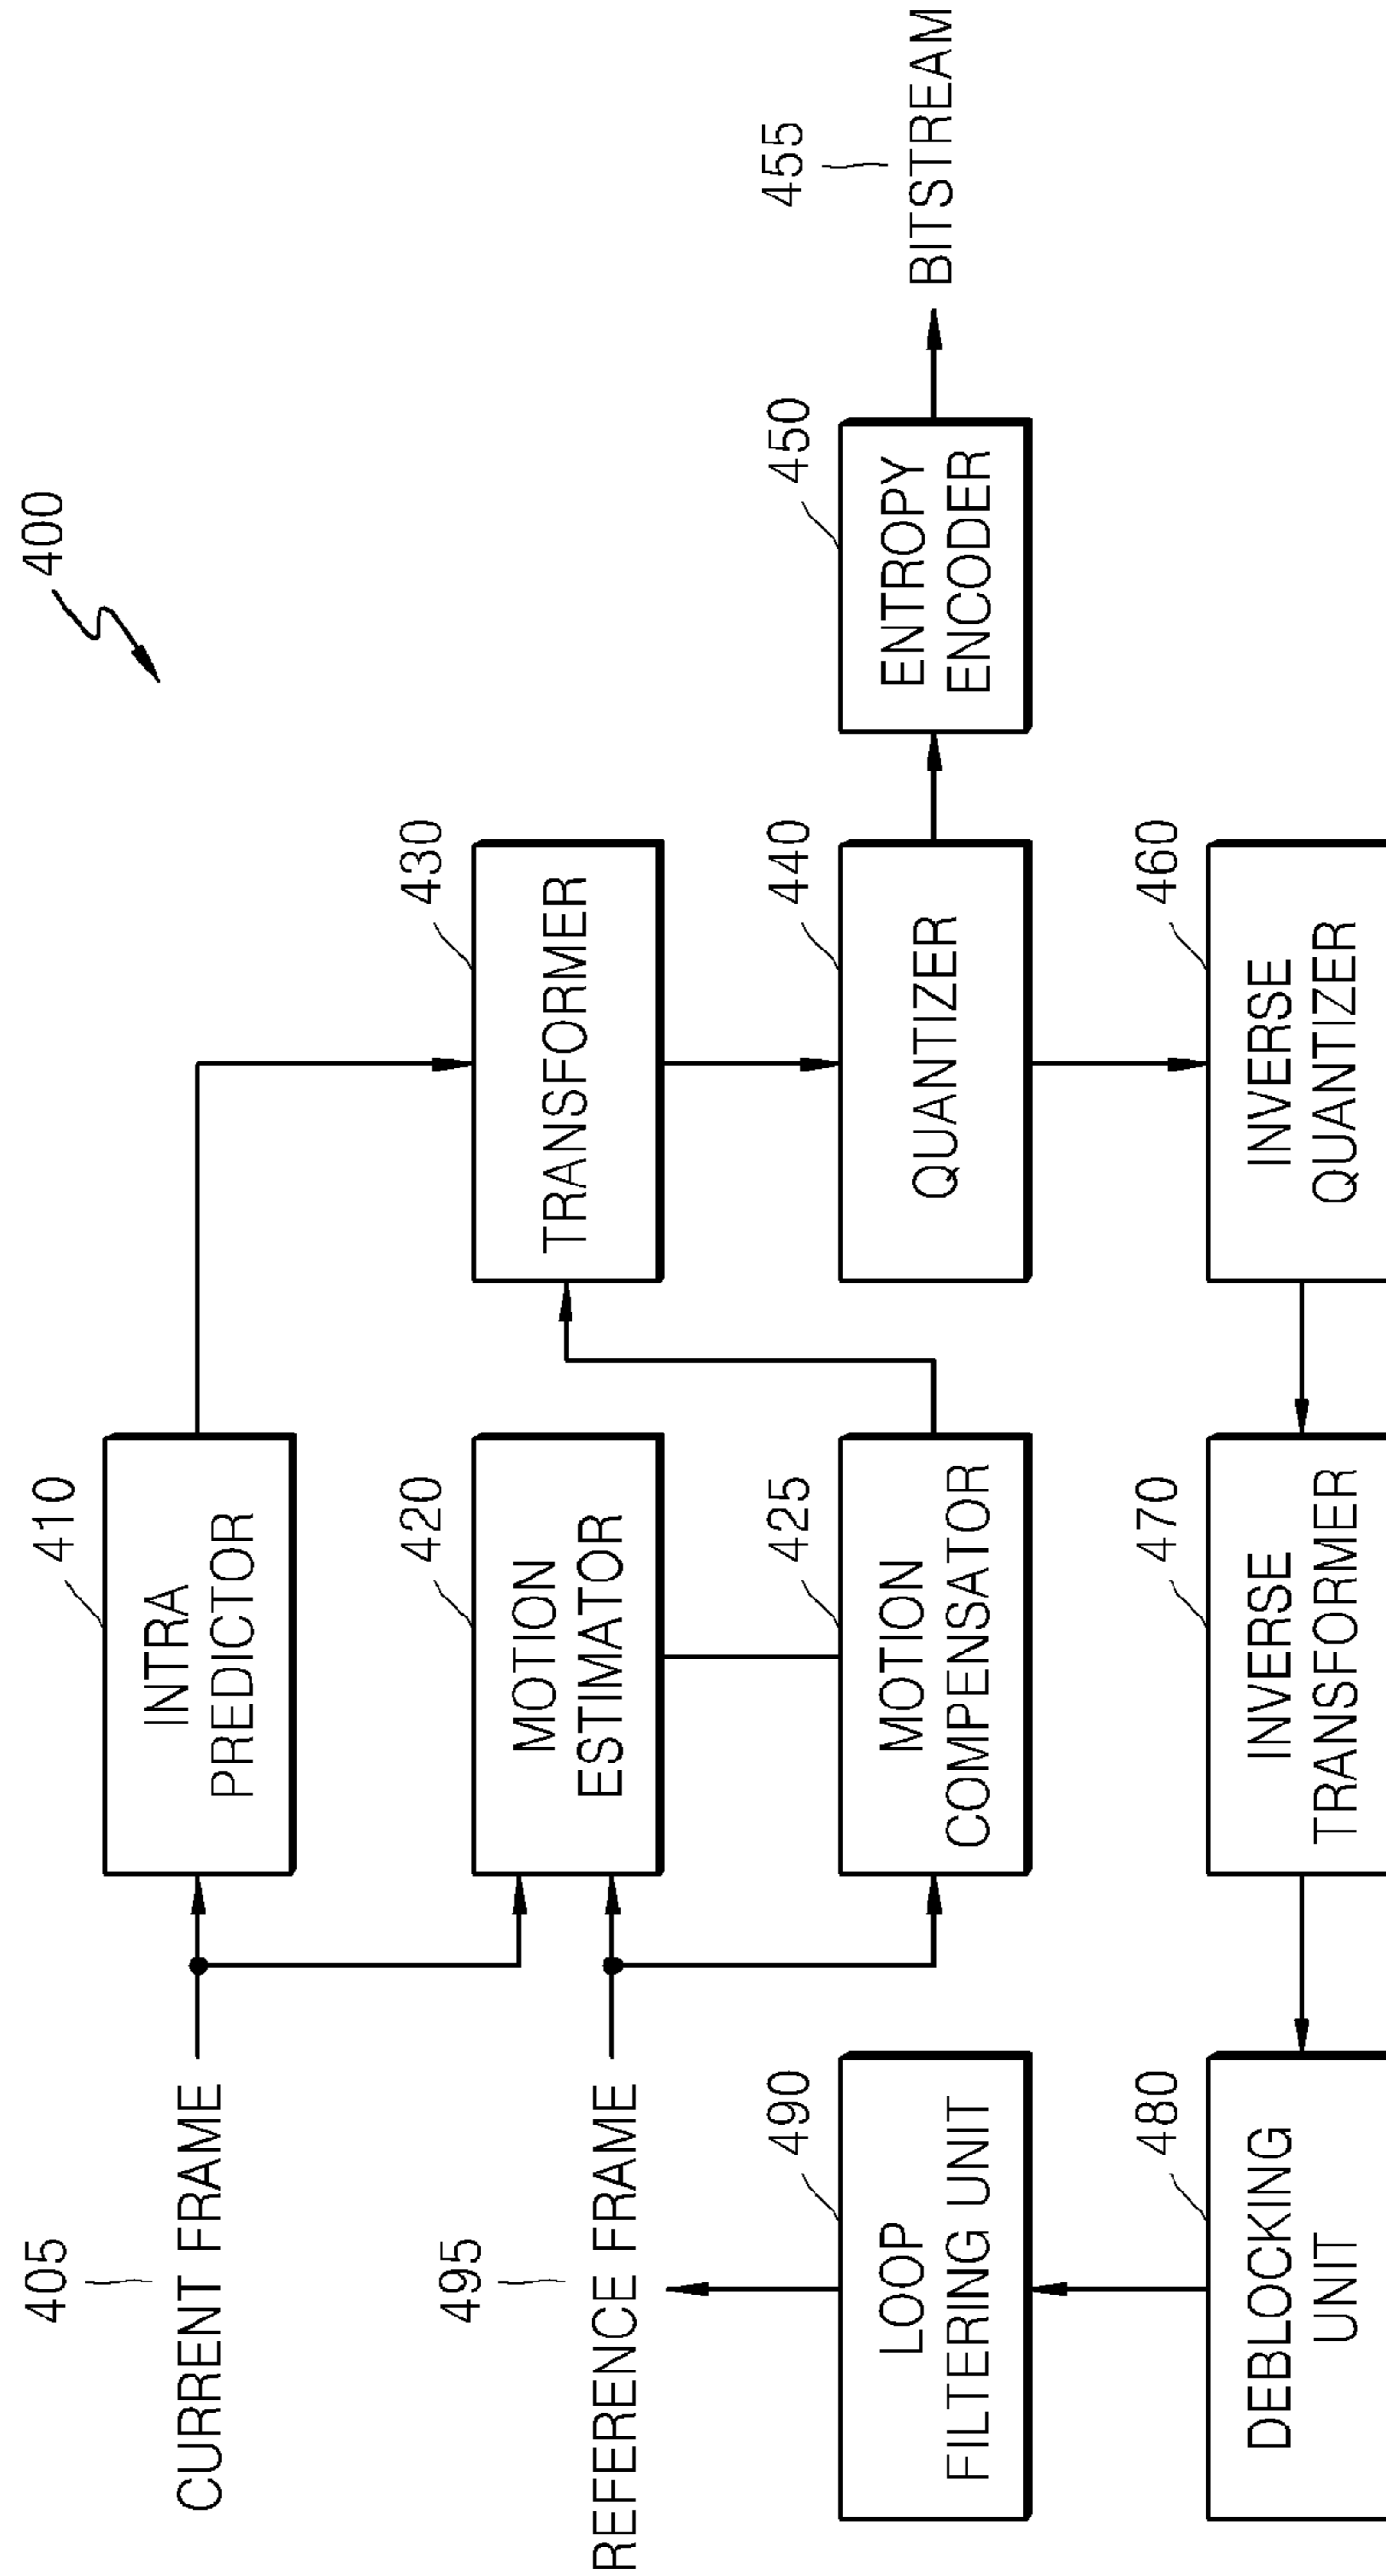 400
405
CURRENT FRAME
410
INTRA
PREDICTOR
495
REFERENCE FRAME
420
MOTION
ESTIMATOR
430
TRANSFORMER
490
LOOP
FILTERING UNIT
425
MOTION
COMPENSATOR
440
QUANTIZER
450
ENTROPY
ENCODER
455
BITSTREAM
480
DEBLOCKING
UNIT
470
INVERSE
TRANSFORMER
460
INVERSE
QUANTIZER